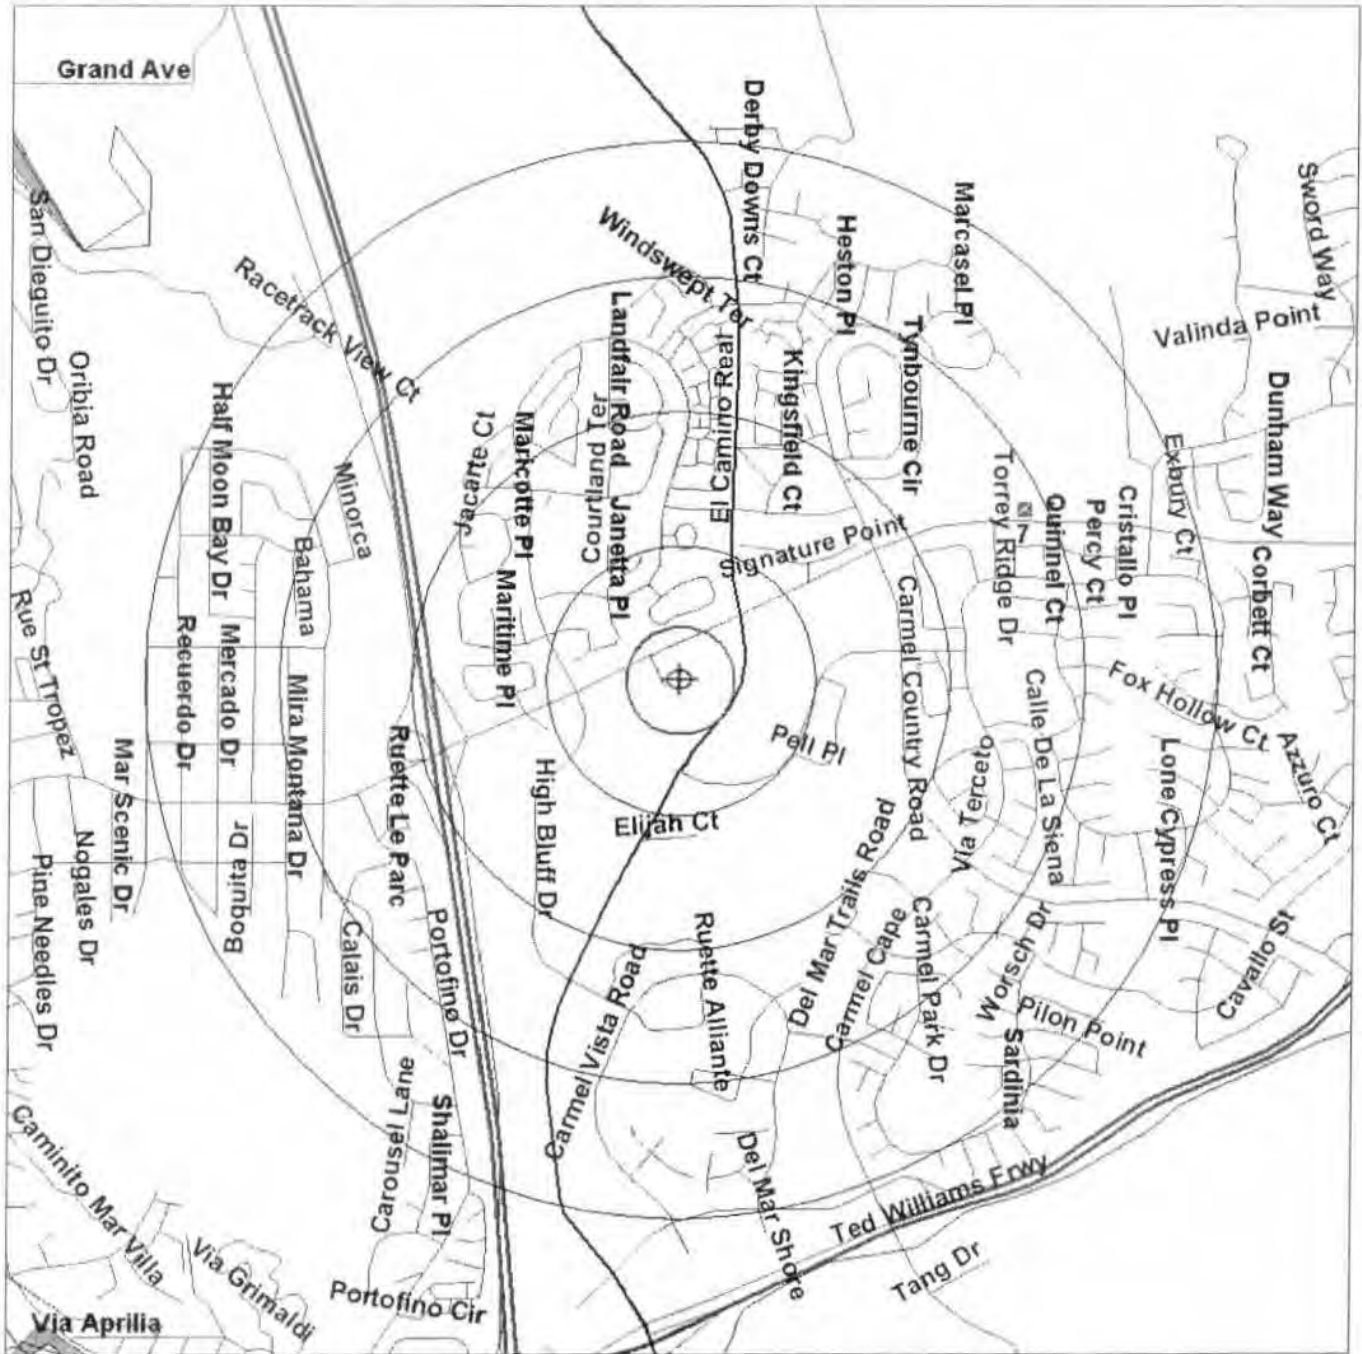 Grand Ave
Derby Downs Ct
Sword Way
San Dieguito Dr
Windswept Ter
Heston Pl
Marcasel Pl
Racetrack View Ct
Landfair Road
El Camino Real
Tynbourne Cir
Valinda Point
Oribia Road
Half Moon Bay Dr
Kingsfield Ct
Dunham Way
Jacarte Ct
Maricotte Pl
Courtland Ter
Minorca
Torrey Ridge Dr
7
Quinnel Ct
Percy Ct
Cristallo Pl
Exbury Ct
Janetta Pl
Signature Point
Bahama
Corbett Ct
Rue St Tropez
Recuerdo Dr
Mercado Dr
Maritime Pl
Carmel Country Road
Mira Montana Dr
Calle De La Siena
Fox Hollow Ct
Mar Scenic Dr
Ruette Le Parc
Pell Pl
Via Tercato
Lone Cypress Pl
Azzuro Ct
High Bluff Dr
Elijah Ct
Boquita Dr
Nogales Dr
Pine Needles Dr
Del Mar Trails Road
Calais Dr
Portofino Dr
Ruette Alliante
Carmel Cape
Carmel Park Dr
Worsch Dr
Cavallo St
Carmel Vista Road
Pilon Point
Sardinia
Carousel Lane
Shalimar Pl
Caminito Mar Villa
Del Mar Shore
Ted Williams Frwy
Tang Dr
Via Grimaldi
Portofino Cir
Via Aprilia